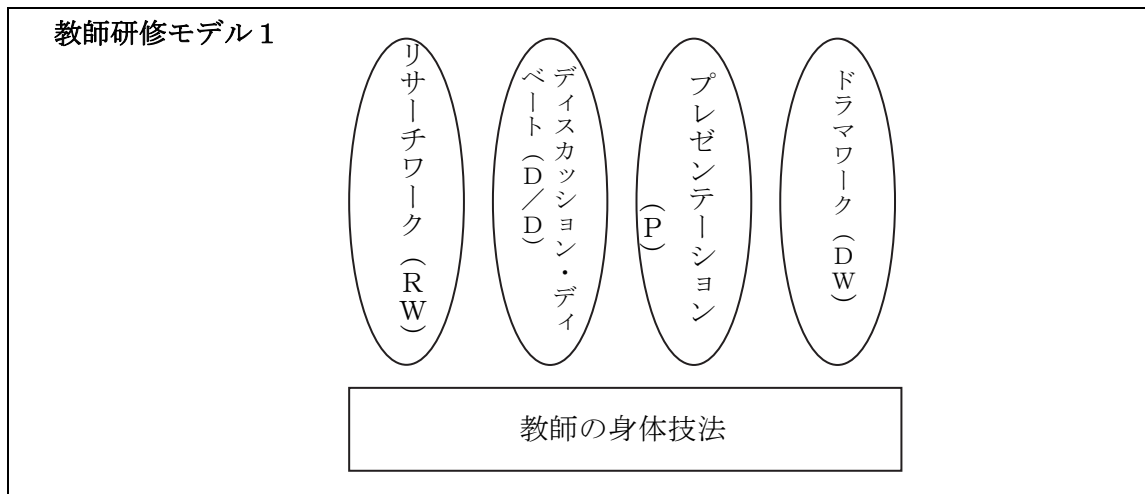 教師研修モデル1
リサーチワーク（RW）
ディスカッション・ディ
ベート（D／D）
プレゼンテーション
（P）
ドラマワーク（DW）
教師の身体技法